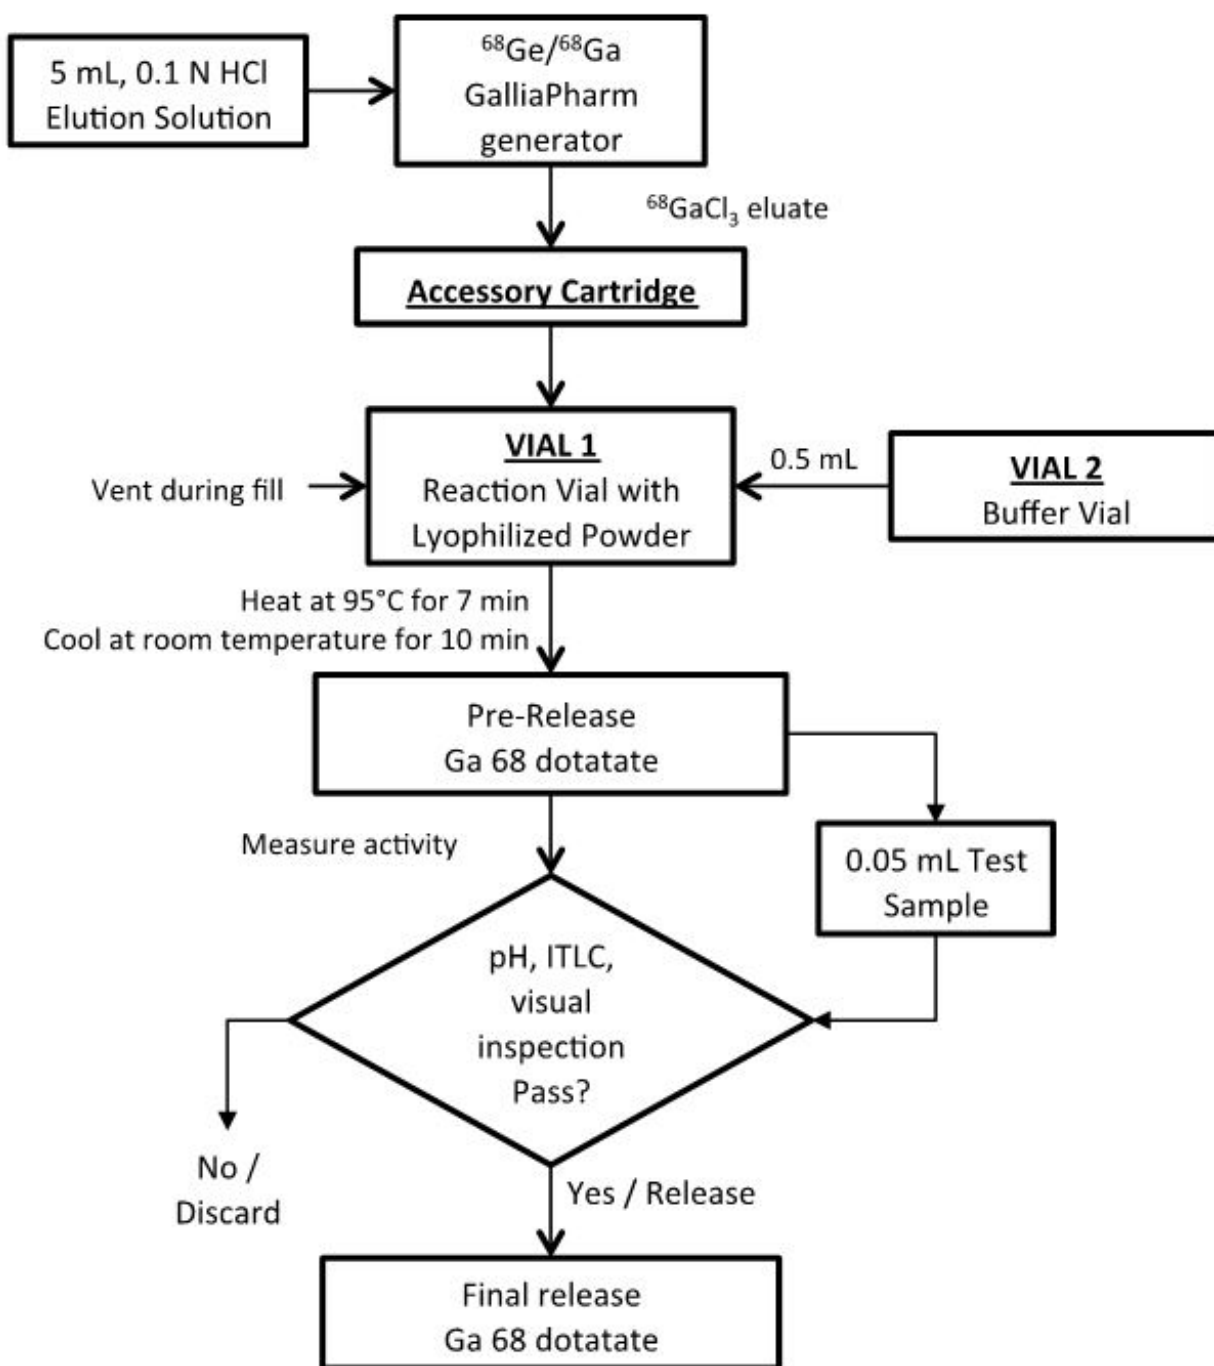 5 mL, 0.1 N HCl
Elution Solution
⁶⁸Ge/⁶⁸Ga
GalliaPharm
generator
⁶⁸GaCl₃ eluate
Accessory Cartridge
Vent during fill
VIAL 1
Reaction Vial with
Lyophilized Powder
0.5 mL
VIAL 2
Buffer Vial
Heat at 95°C for 7 min
Cool at room temperature for 10 min
Pre-Release
Ga 68 dotatate
Measure activity
0.05 mL Test
Sample
pH, ITLC,
visual
inspection
Pass?
No /
Discard
Yes / Release
Final release
Ga 68 dotatate